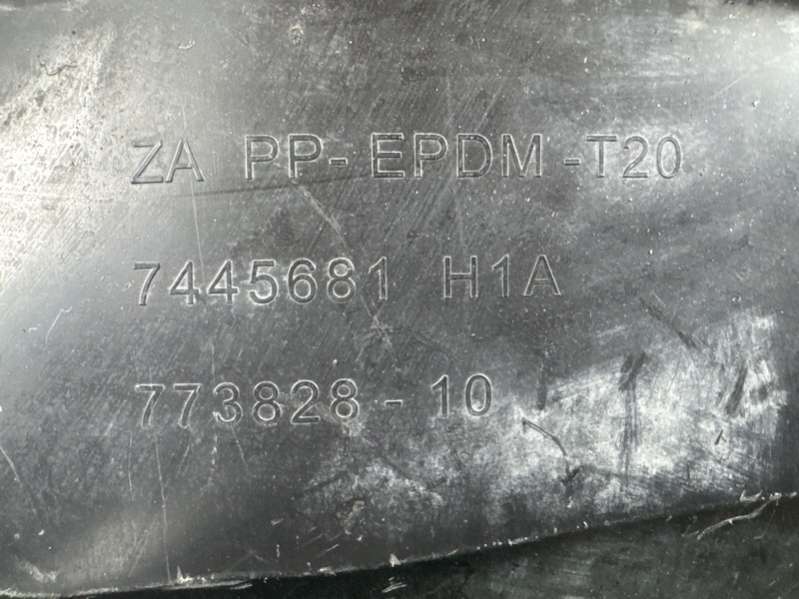 ZA PP- EPDM -T20
7445681 H1A
773828 - 10